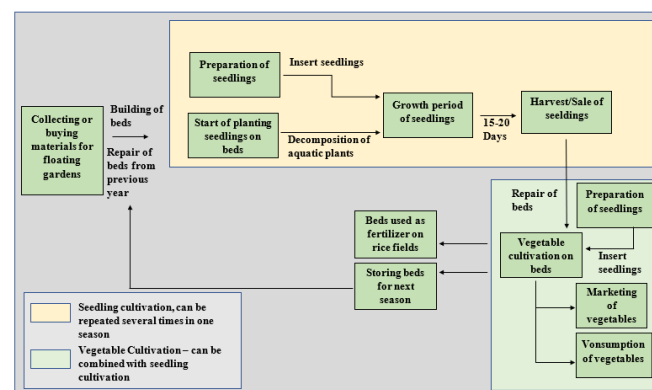 Collecting or
buying
materials for
floating
gardens
Building of
beds
Repair of
beds from
previous
year
Preparation of
seedlings
Insert seedlings
Start of planting
seedlings on
beds
Decomposition of
aquatic plants
Growth period
of seedlings
15-20
Days
Harvest/Sale of
seeldings
Repair of
beds
Preparation
of seedlings
Insert
seedlings
Vegetable
cultivation on
beds
Marketing
of
vegetables
Vonsumption
of vegetables
Beds used as
fertilizer on
rice fields
Storing beds
for next
season
Seedling cultivation, can be
repeated several times in one
season
Vegetable Cultivation – can be
combined with seedling
cultivation